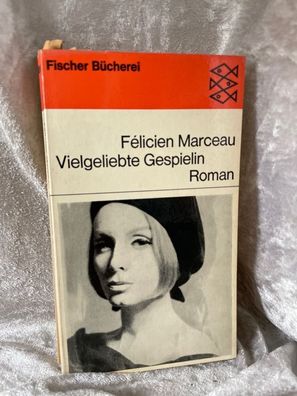 Fischer Bücherei
Félicien Marceau
Vielgeliebte Gespielin
Roman